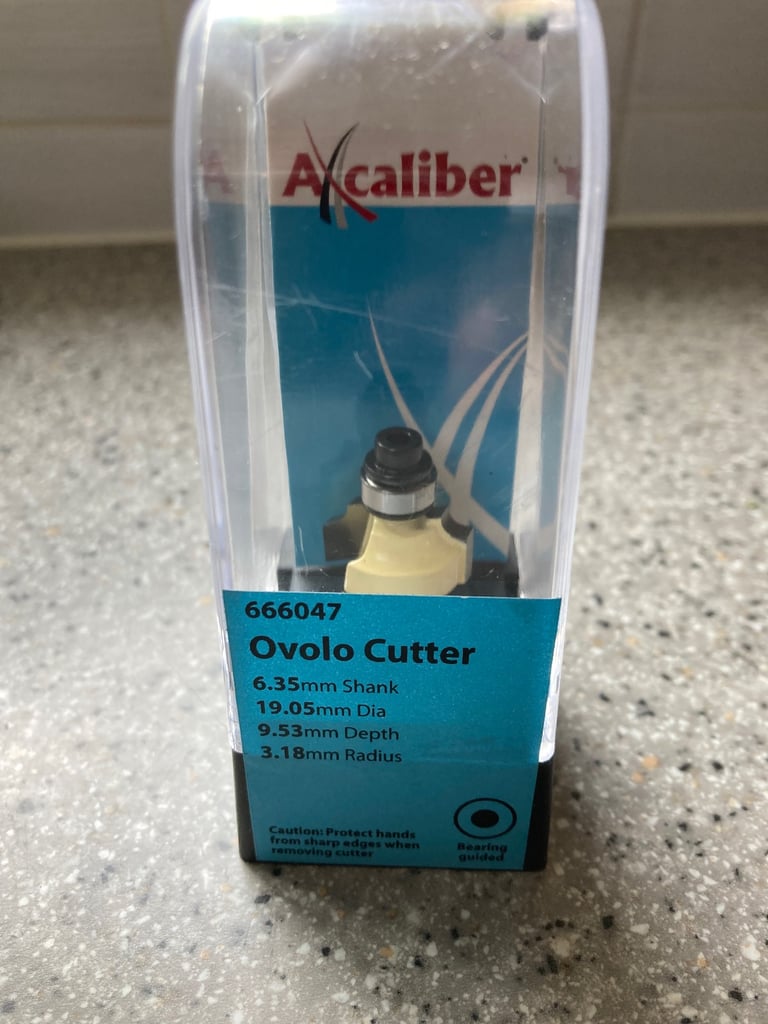 Axcaliber
666047
Ovolo Cutter
6.35mm Shank
19.05mm Dia
9.53mm Depth
3.18mm Radius
Caution: Protect hands
from sharp edges when
removing cutter
Bearing
guided